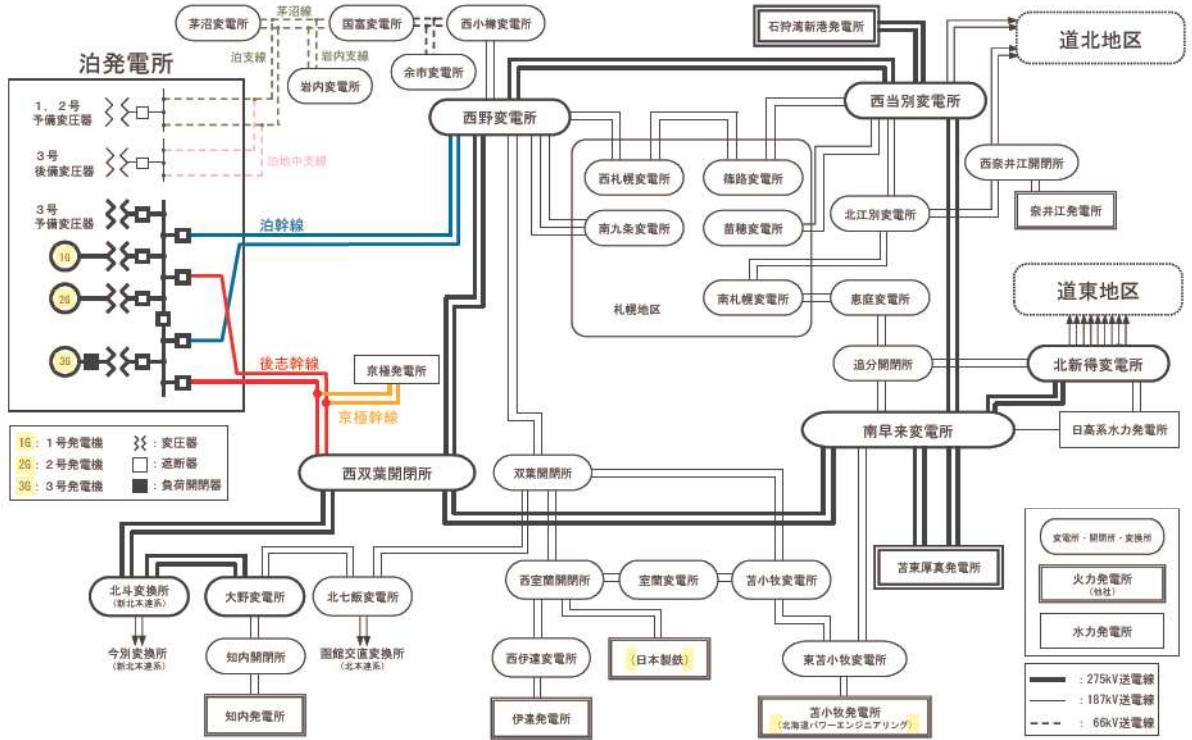 茅沼変電所
茅沼線
国富変電所
西小樽変電所
泊支線
岩内支線
岩内変電所
余市変電所
石狩湾新港発電所
道北地区
泊発電所
1，2号
予備変圧器
3号
後備変圧器
泊地中支線
3号
予備変圧器
1G
2G
3G
泊幹線
後志幹線
京極発電所
京極幹線
西野変電所
西当別変電所
西札幌変電所
篠路変電所
南九条変電所
苗穂変電所
南札幌変電所
札幌地区
西奈井江開閉所
奈井江発電所
北江別変電所
恵庭変電所
追分開閉所
道東地区
北新得変電所
日高系水力発電所
南早来変電所
1G：1号発電機
2G：2号発電機
3G：3号発電機
：変圧器
：遮断器
：負荷開閉器
西双葉開閉所
双葉開閉所
北斗変換所
（新北本連系）
大野変電所
北七飯変電所
今別変換所
（新北本連系）
知内開閉所
函館交直変換所
（北本連系）
知内発電所
西室蘭開閉所
室蘭変電所
苫小牧変電所
西伊達変電所
（日本製鉄）
伊達発電所
東苫小牧変電所
苫小牧発電所
（北海道パワーエンジニアリング）
苫東厚真発電所
変電所・開閉所・変換所
火力発電所
（他社）
水力発電所
：275kV送電線
：187kV送電線
：66kV送電線